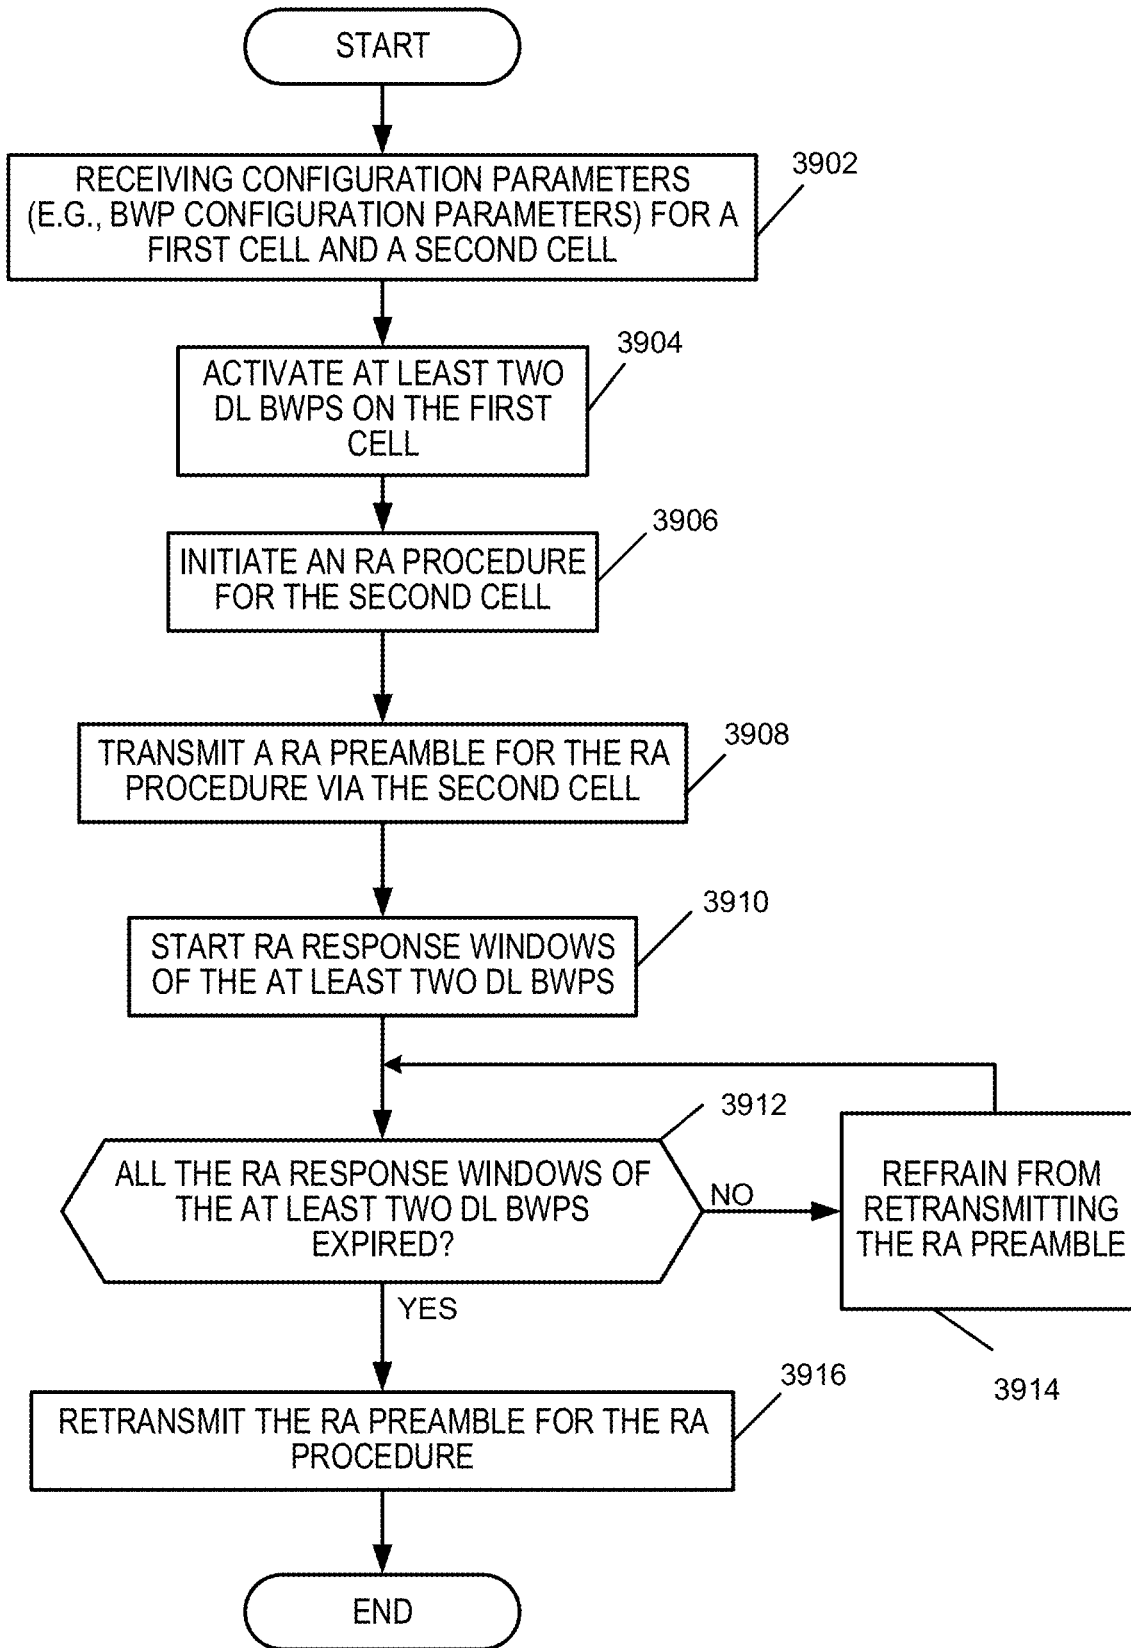 START
3902
RECEIVING CONFIGURATION PARAMETERS
(E.G., BWP CONFIGURATION PARAMETERS) FOR A
FIRST CELL AND A SECOND CELL
3904
ACTIVATE AT LEAST TWO
DL BWPS ON THE FIRST
CELL
3906
INITIATE AN RA PROCEDURE
FOR THE SECOND CELL
3908
TRANSMIT A RA PREAMBLE FOR THE RA
PROCEDURE VIA THE SECOND CELL
3910
START RA RESPONSE WINDOWS
OF THE AT LEAST TWO DL BWPS
3912
ALL THE RA RESPONSE WINDOWS OF
THE AT LEAST TWO DL BWPS
EXPIRED?
NO
REFRAIN FROM
RETRANSMITTING
THE RA PREAMBLE
3914
YES
3916
RETRANSMIT THE RA PREAMBLE FOR THE RA
PROCEDURE
END